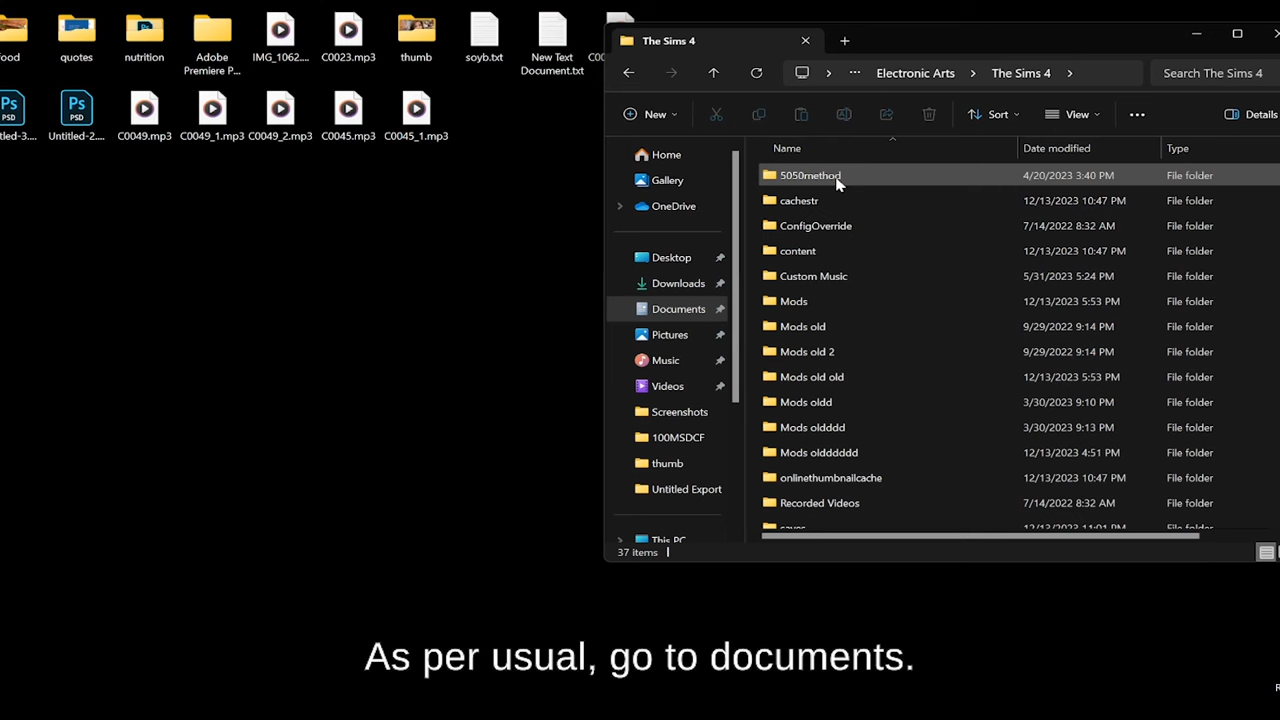 food
quotes
nutrition
Adobe
Premiere P...
IMG_1062....
C0023.mp3
thumb
soyb.txt
New Text
Document.txt
Untitled-2....
C0049.mp3
C0049_1.mp3
C0049_2.mp3
C0045.mp3
C0045_1.mp3
The Sims 4
Electronic Arts > The Sims 4 >
Search The Sims 4
New
Sort
View
Details
Name Date modified Type
Home
Gallery
OneDrive
Desktop
Downloads
Documents
Pictures
Music
Videos
Screenshots
100MSDCF
thumb
Untitled Export
This PC
5050method 4/20/2023 3:40 PM File folder
cachestr 12/13/2023 10:47 PM File folder
ConfigOverride 7/14/2022 8:32 AM File folder
content 12/13/2023 10:47 PM File folder
Custom Music 5/31/2023 5:24 PM File folder
Mods 12/13/2023 5:53 PM File folder
Mods old 9/29/2022 9:14 PM File folder
Mods old 2 9/29/2022 9:14 PM File folder
Mods old old 12/13/2023 5:53 PM File folder
Mods oldd 3/30/2023 9:10 PM File folder
Mods oldddd 3/30/2023 9:13 PM File folder
Mods oldddddd 12/13/2023 4:51 PM File folder
onlinethumbnailcache 12/13/2023 10:47 PM File folder
Recorded Videos 7/14/2022 8:32 AM File folder
saves 12/13/2023 11:01 PM File folder
37 items
As per usual, go to documents.